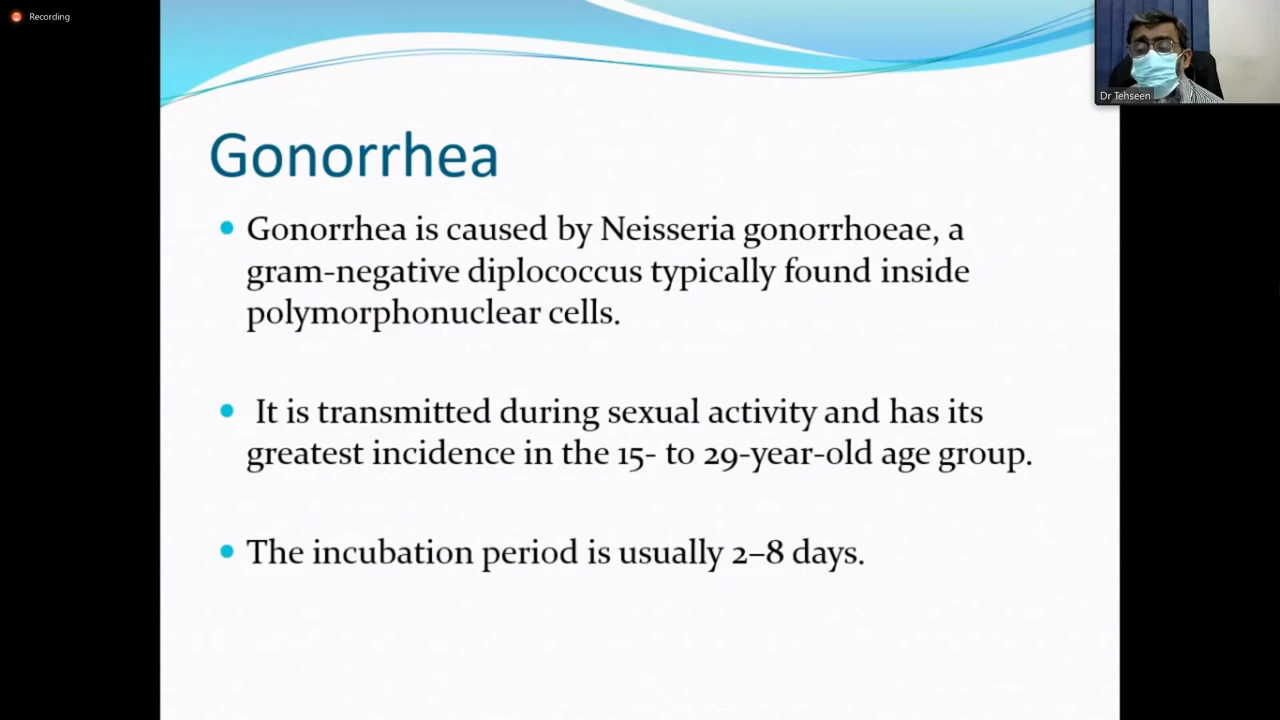 Recording
Dr Tehseen
Gonorrhea
• Gonorrhea is caused by Neisseria gonorrhoeae, a
gram-negative diplococcus typically found inside
polymorphonuclear cells.
• It is transmitted during sexual activity and has its
greatest incidence in the 15- to 29-year-old age group.
• The incubation period is usually 2–8 days.